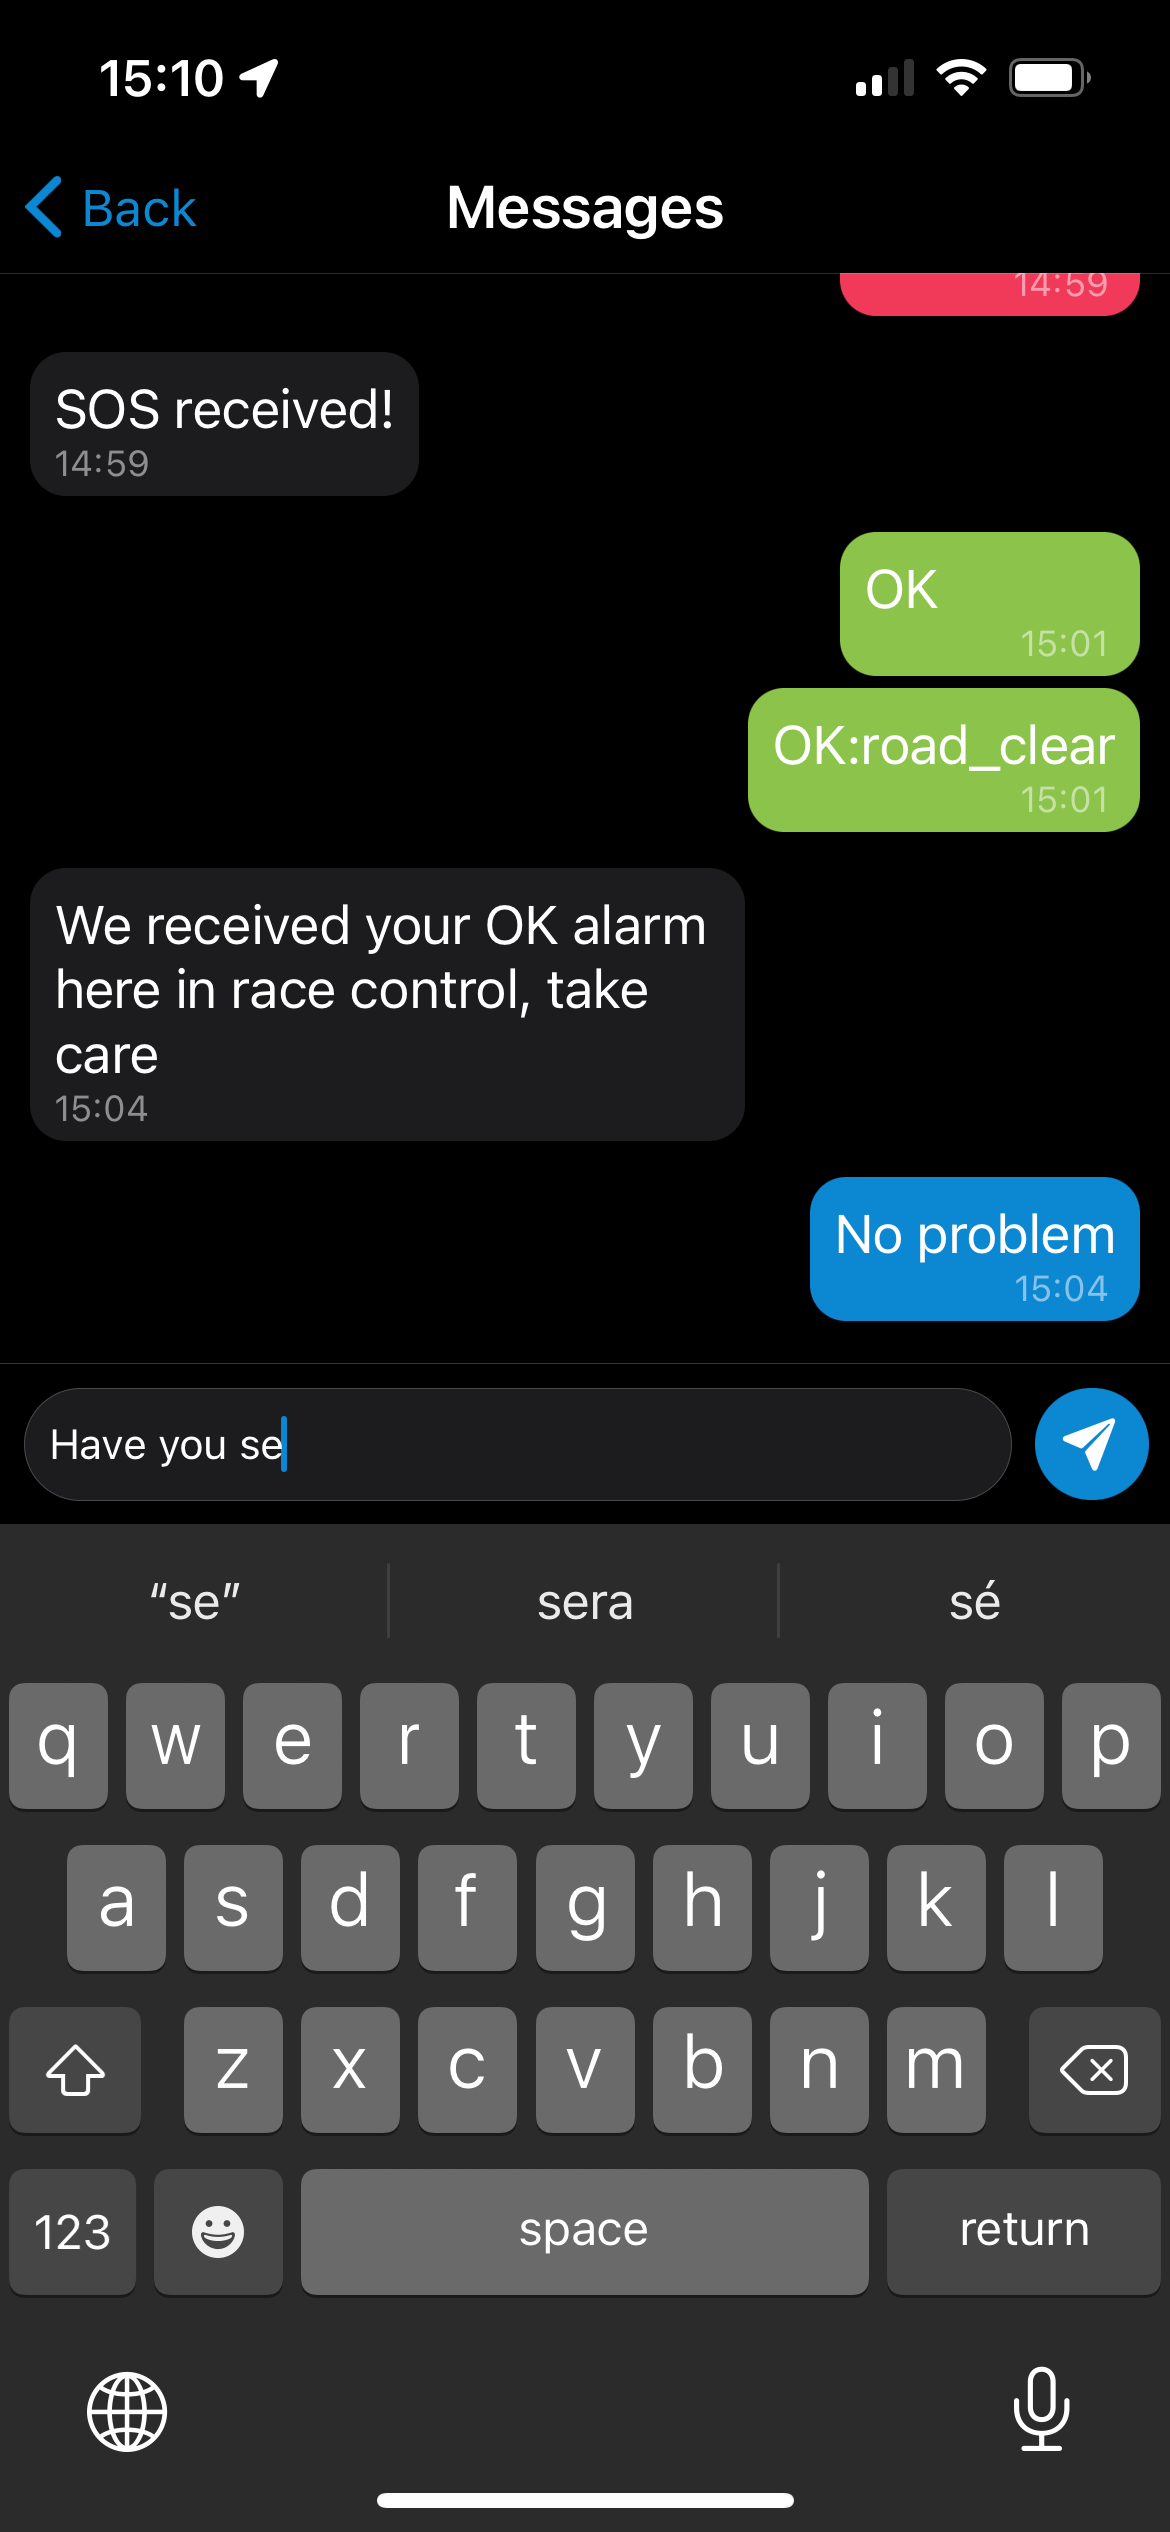 15:10
Back
Messages
14:59
SOS received!
14:59
OK
15:01
OK:road_clear
15:01
We received your OK alarm
here in race control, take
care
15:04
No problem
15:04
Have you se
“se”
sera
sé
q w e r t y u i o p
a s d f g h j k l
z x c v b n m
123
space
return